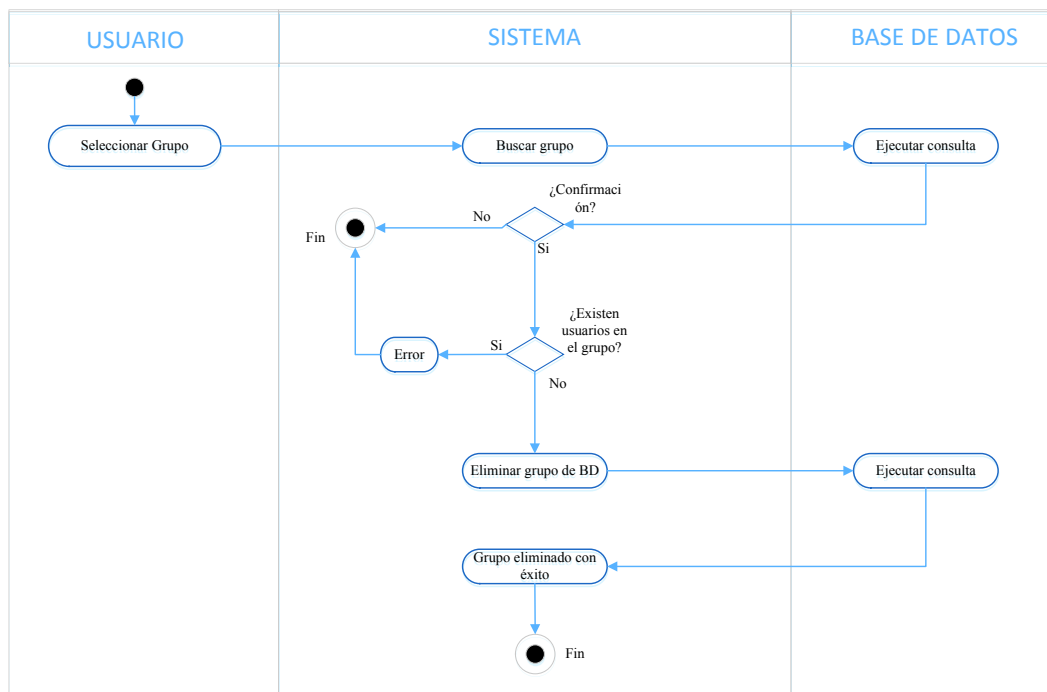 USUARIO
SISTEMA
BASE DE DATOS
Seleccionar Grupo
Buscar grupo
Ejecutar consulta
¿Confirmaci
ón?
No
Fin
Si
¿Existen
usuarios en
el grupo?
Si
Error
No
Eliminar grupo de BD
Ejecutar consulta
Grupo eliminado con
éxito
Fin